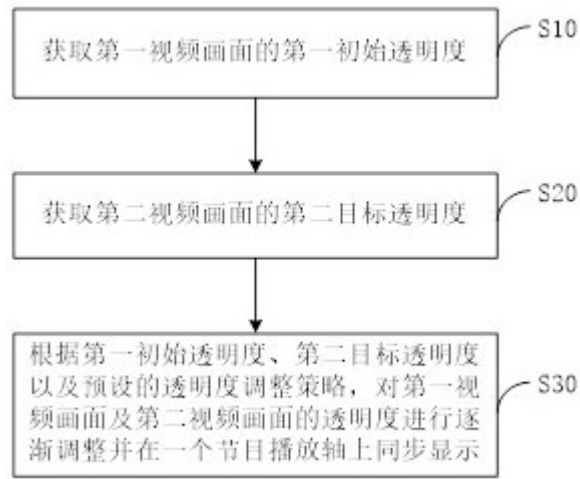 获取第一视频画面的第一初始透明度
S10
获取第二视频画面的第二目标透明度
S20
根据第一初始透明度、第二目标透明度
以及预设的透明度调整策略，对第一视
频画面及第二视频画面的透明度进行逐
渐调整并在一个节目播放轴上同步显示
S30